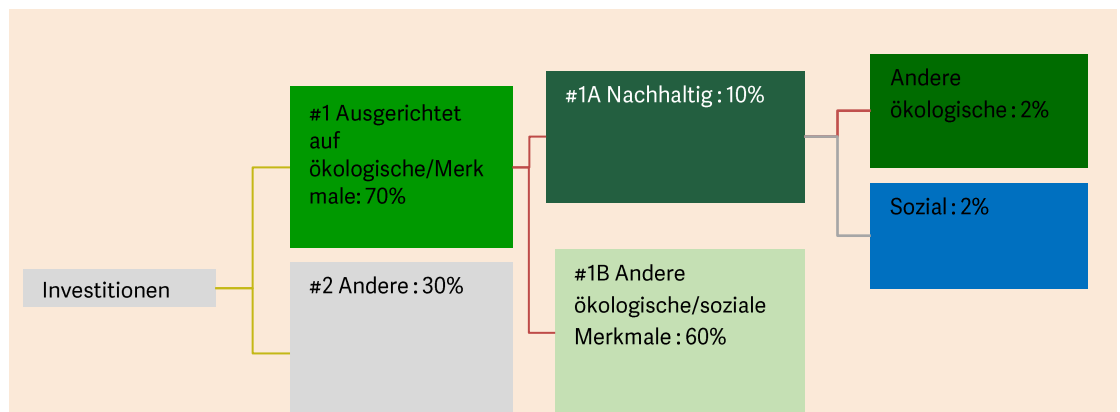 Investitionen
#1 Ausgerichtet
auf
ökologische/Merk
male: 70%
#2 Andere : 30%
#1A Nachhaltig : 10%
#1B Andere
ökologische/soziale
Merkmale : 60%
Andere
ökologische : 2%
Sozial : 2%